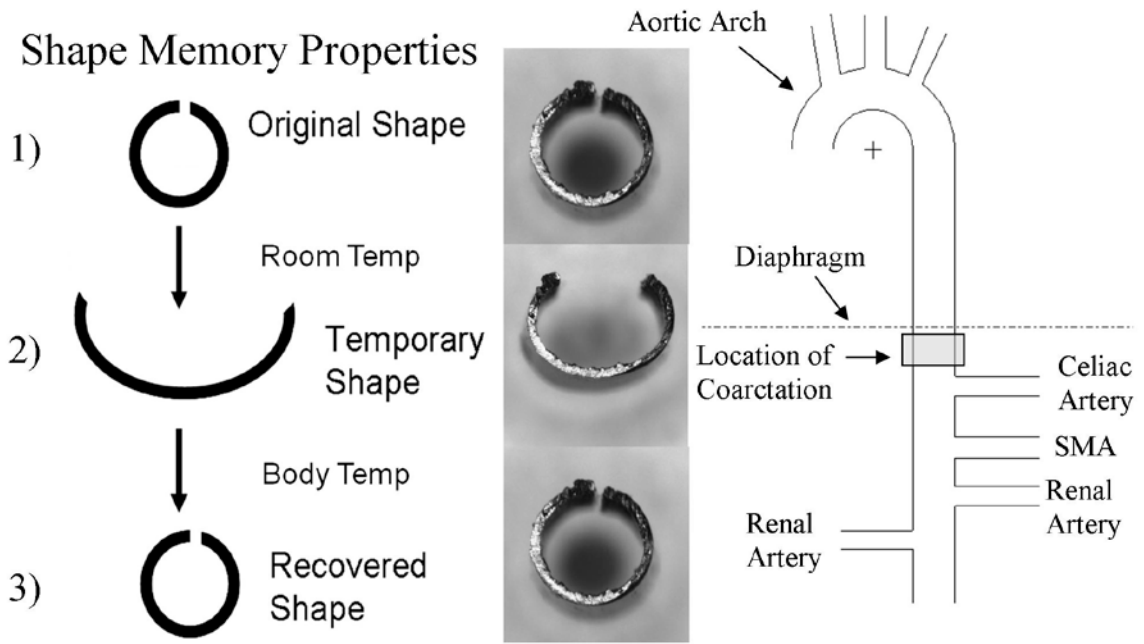 Shape Memory Properties
1)
Original Shape
Room Temp
2)
Temporary
Shape
Body Temp
3)
Recovered
Shape
Aortic Arch
Diaphragm
Location of
Coarctation
Celiac
Artery
SMA
Renal
Artery
Renal
Artery